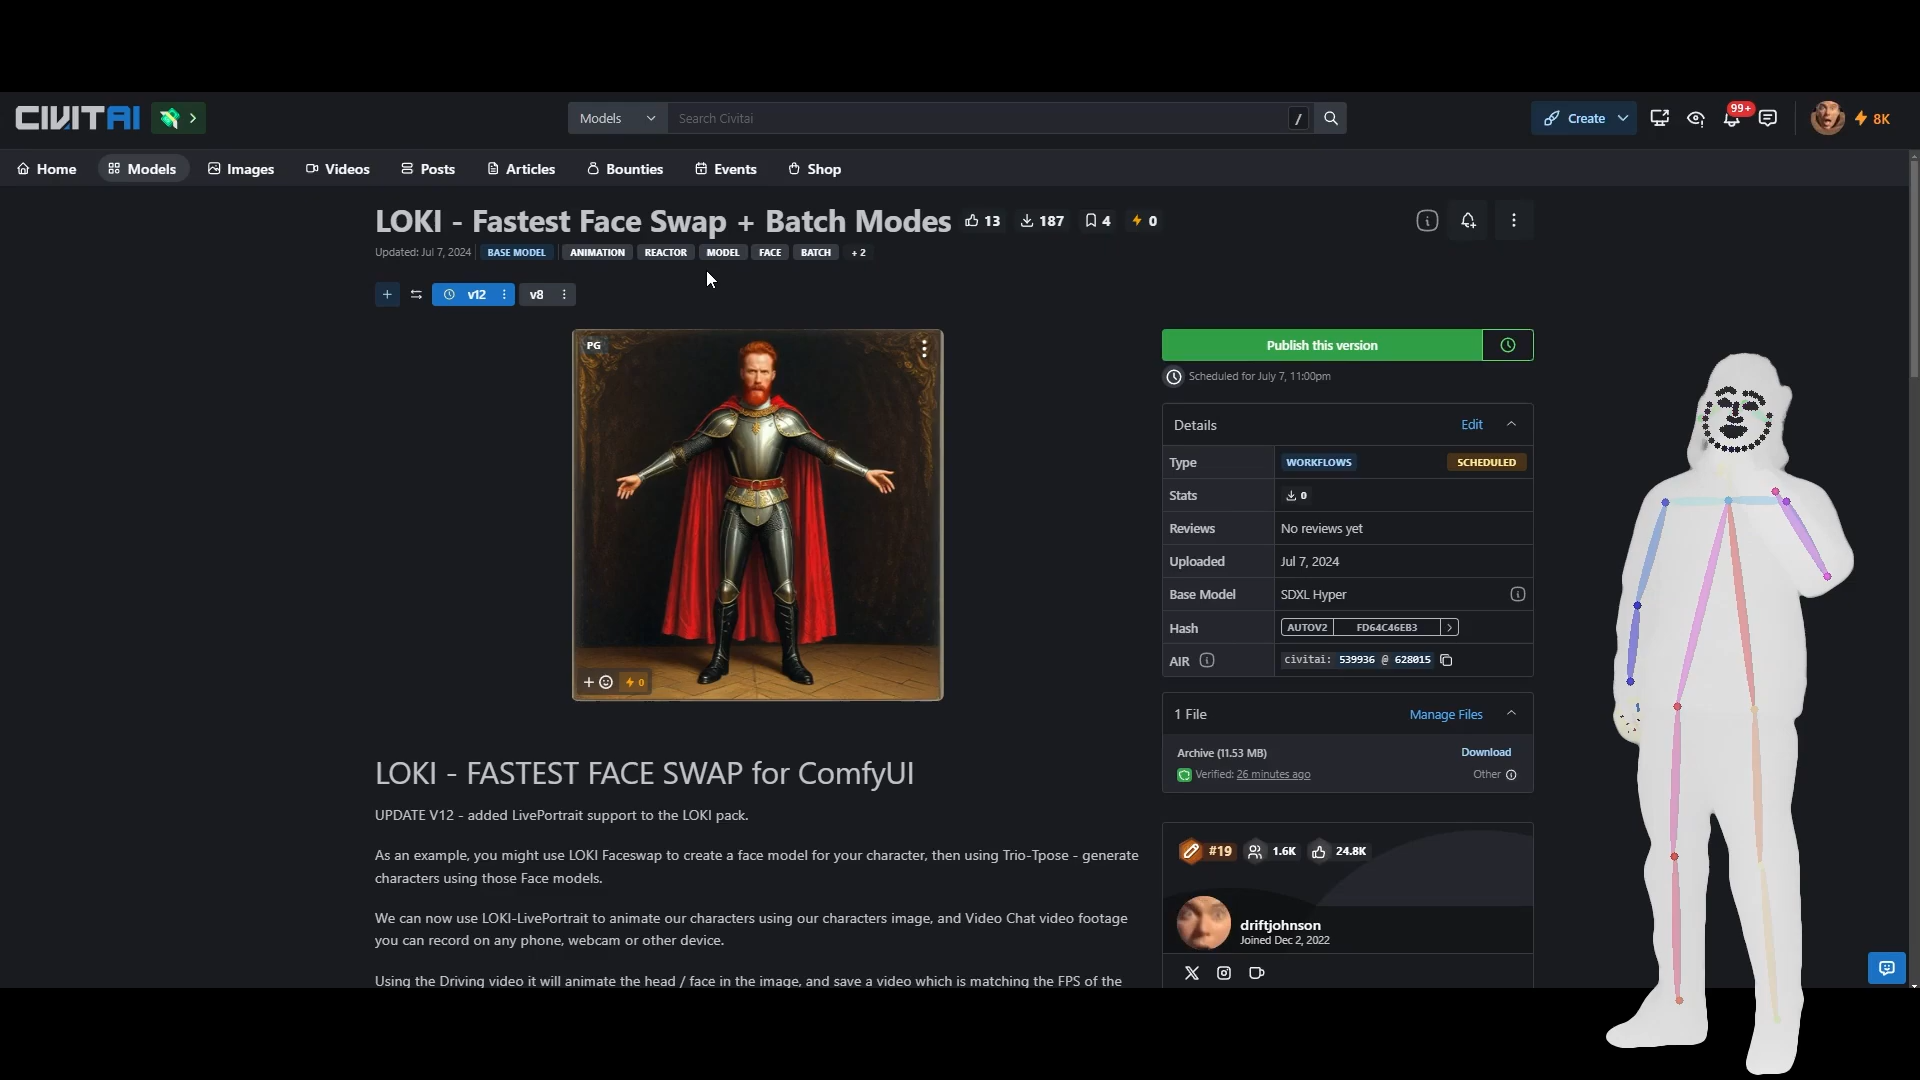 CIVITAI
Models
Search Civitai
/
Create
99+
8K
Home
Models
Images
Videos
Posts
Articles
Bounties
Events
Shop
LOKI - Fastest Face Swap + Batch Modes
13
187
4
0
Updated: Jul 7, 2024
BASE MODEL
ANIMATION
REACTOR
MODEL
FACE
BATCH
+ 2
v12
v8
PG
0
Publish this version
Scheduled for July 7, 11:00pm
Details
Edit
Type
WORKFLOWS
SCHEDULED
Stats
0
Reviews
No reviews yet
Uploaded
Jul 7, 2024
Base Model
SDXL Hyper
Hash
AUTOV2
FD64C46EB3
AIR
civitai: 539936 @ 628015
1 File
Manage Files
Archive (11.53 MB)
Download
Verified: 26 minutes ago
Other
#19
1.6K
24.8K
driftjohnson
Joined Dec 2, 2022
LOKI - FASTEST FACE SWAP for ComfyUI
UPDATE V12 - added LivePortrait support to the LOKI pack.
As an example, you might use LOKI Faceswap to create a face model for your character, then using Trio-Tpose - generate
characters using those Face models.
We can now use LOKI-LivePortrait to animate our characters using our characters image, and Video Chat video footage
you can record on any phone, webcam or other device.
Using the Driving video it will animate the head / face in the image, and save a video which is matching the FPS of the